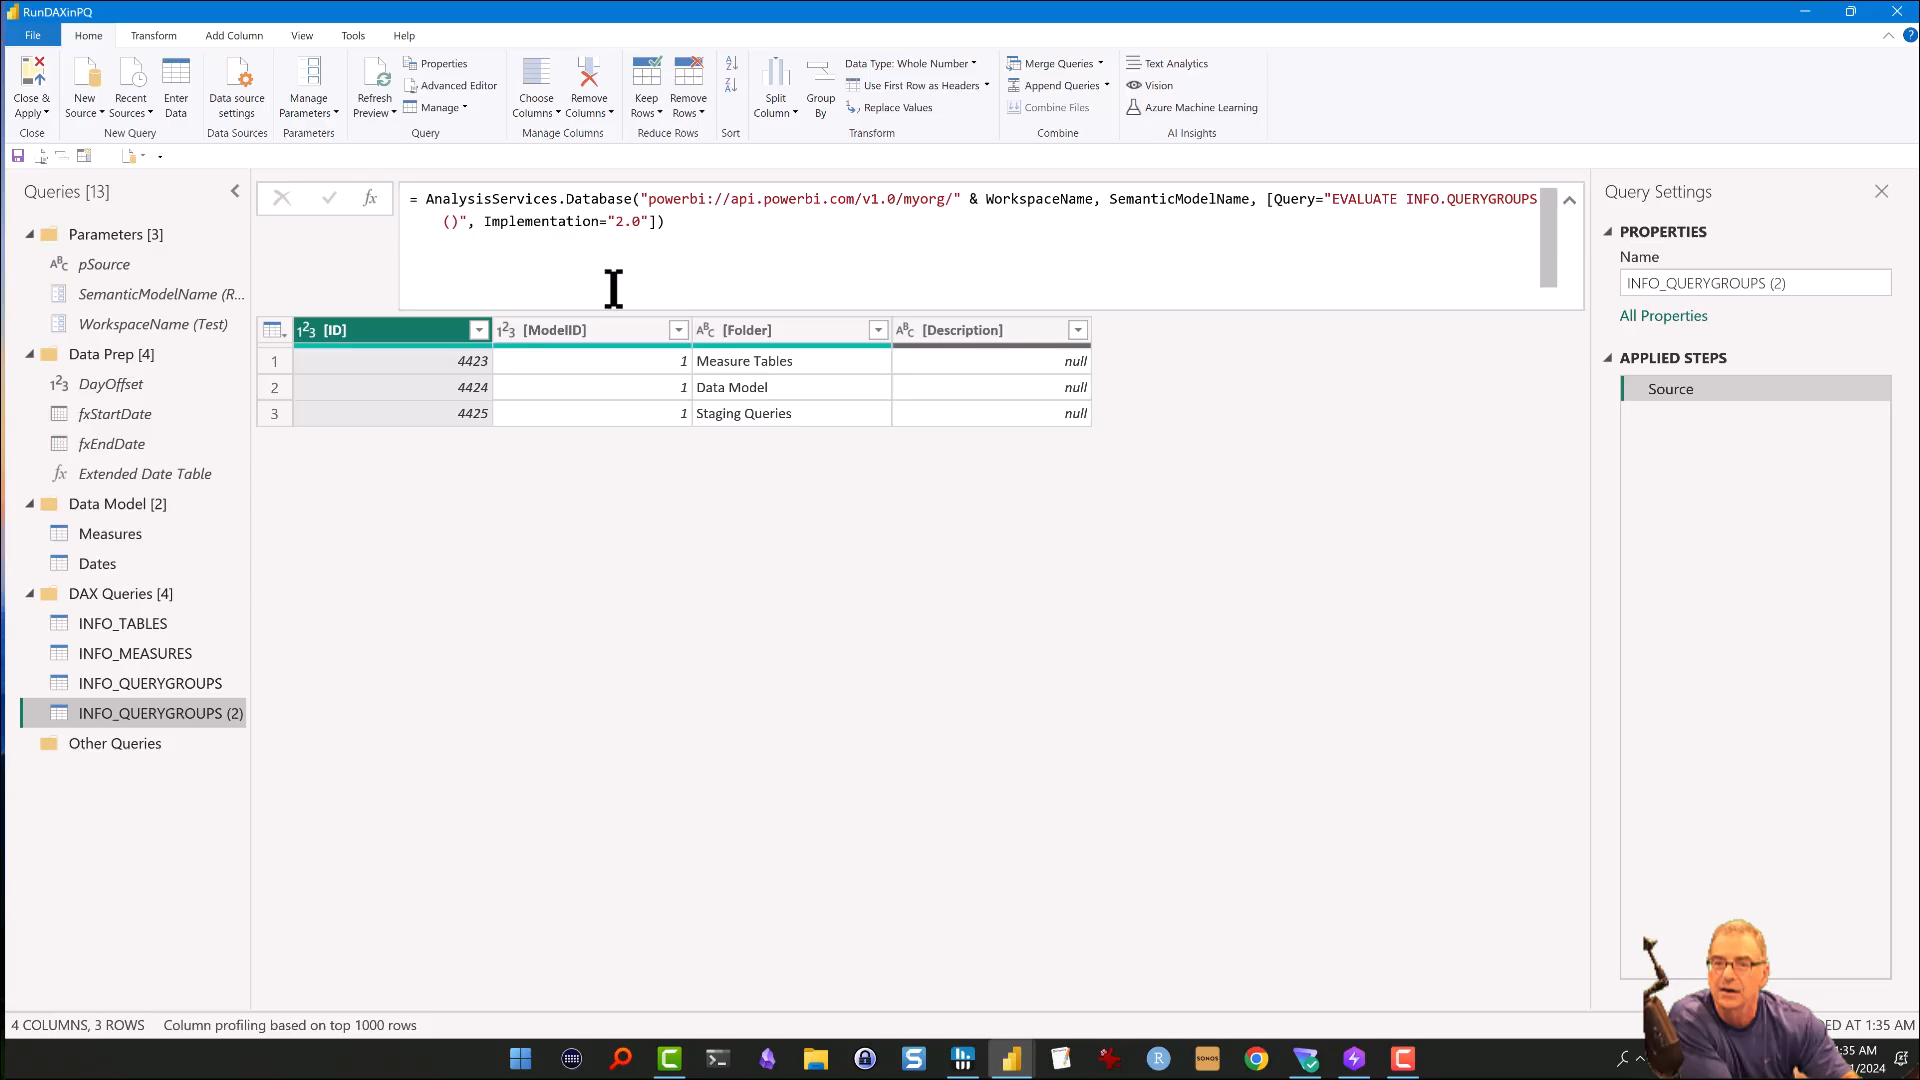 RunDAXinPQ
File Home Transform Add Column View Tools Help
Close & Apply
Close
New Source
Recent Sources
Enter Data
New Query
Data source settings
Data Sources
Manage Parameters
Parameters
Refresh Preview
Properties
Advanced Editor
Manage
Query
Choose Columns
Remove Columns
Manage Columns
Keep Rows
Remove Rows
Reduce Rows
Sort
Split Column
Group By
Data Type: Whole Number
Use First Row as Headers
Replace Values
Transform
Merge Queries
Append Queries
Combine Files
Combine
Text Analytics
Vision
Azure Machine Learning
AI Insights
Queries [13]
Parameters [3]
pSource
SemanticModelName (R...
WorkspaceName (Test)
Data Prep [4]
DayOffset
fxStartDate
fxEndDate
Extended Date Table
Data Model [2]
Measures
Dates
DAX Queries [4]
INFO_TABLES
INFO_MEASURES
INFO_QUERYGROUPS
INFO_QUERYGROUPS (2)
Other Queries
= AnalysisServices.Database("powerbi://api.powerbi.com/v1.0/myorg/" & WorkspaceName, SemanticModelName, [Query="EVALUATE INFO.QUERYGROUPS
()", Implementation="2.0"])
[ID] [ModelID] [Folder] [Description]
1 4423 1 Measure Tables null
2 4424 1 Data Model null
3 4425 1 Staging Queries null
Query Settings
PROPERTIES
Name
INFO_QUERYGROUPS (2)
All Properties
APPLIED STEPS
Source
4 COLUMNS, 3 ROWS Column profiling based on top 1000 rows
ED AT 1:35 AM
:35 AM
/2024
SONOS